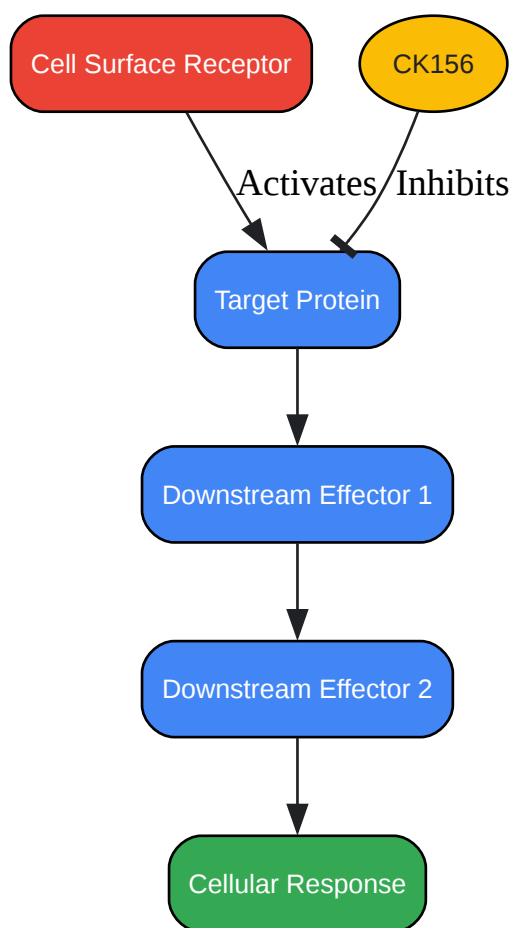 Cell Surface Receptor
CK156
Activates
Inhibits
Target Protein
Downstream Effector 1
Downstream Effector 2
Cellular Response